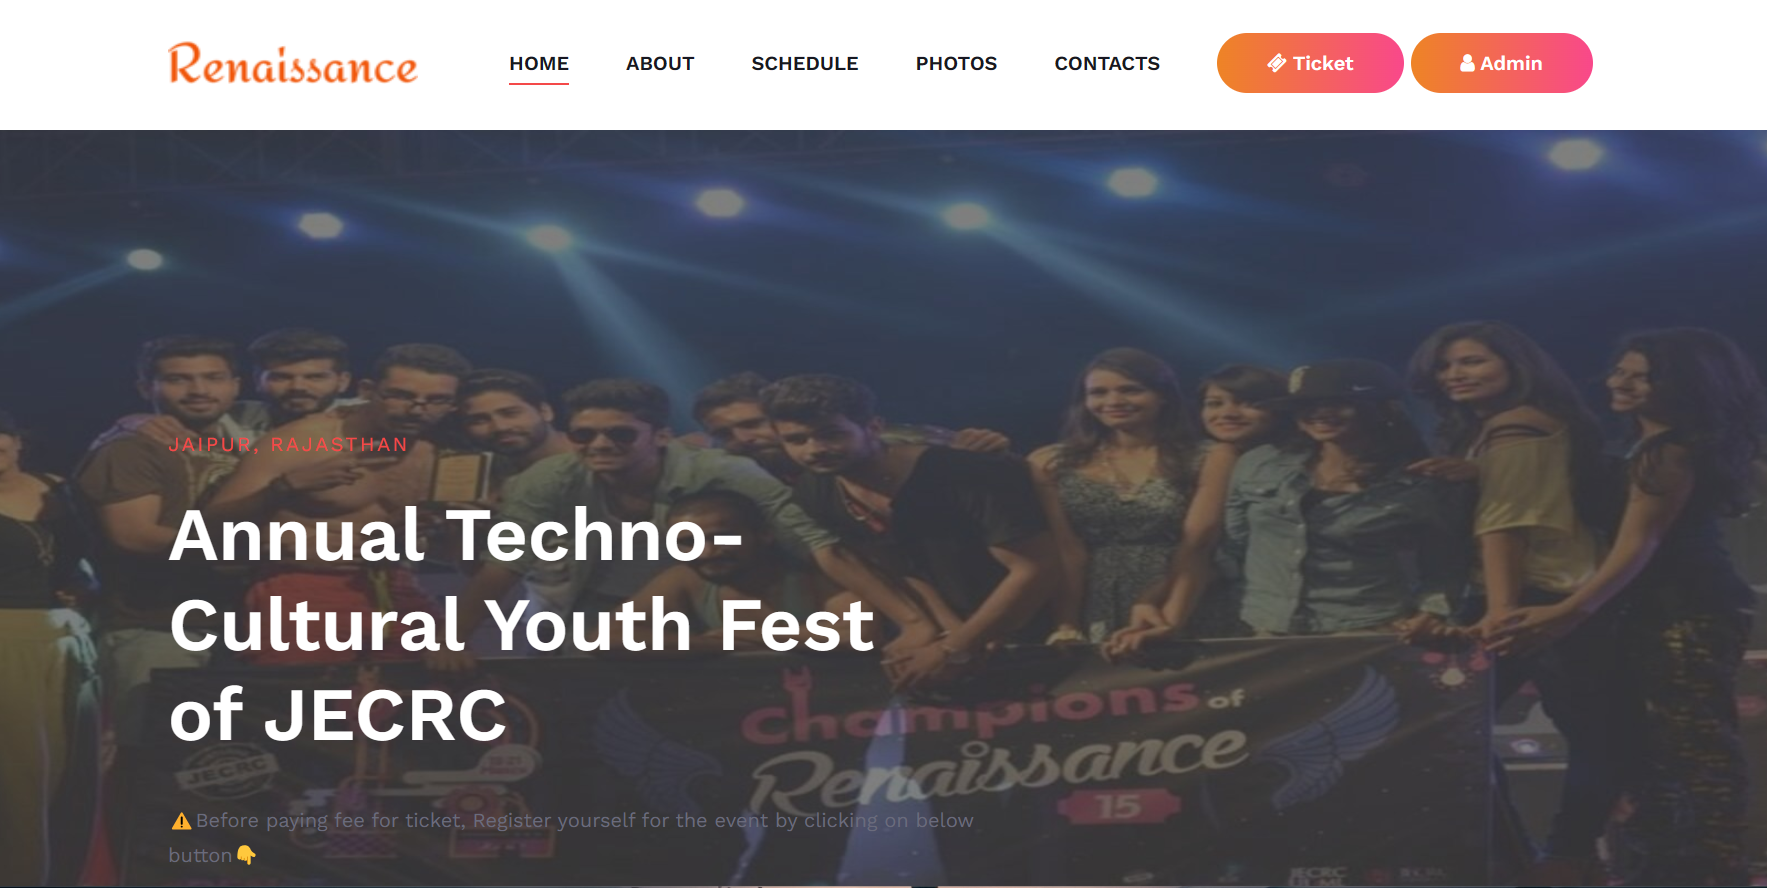 Renaissance
HOME ABOUT SCHEDULE PHOTOS CONTACTS Ticket Admin
JAIPUR, RAJASTHAN
Annual Techno-
Cultural Youth Fest
of JECRC
⚠️Before paying fee for ticket, Register yourself for the event by clicking on below
button👇
Champions of
Renaissance
15
JECRC